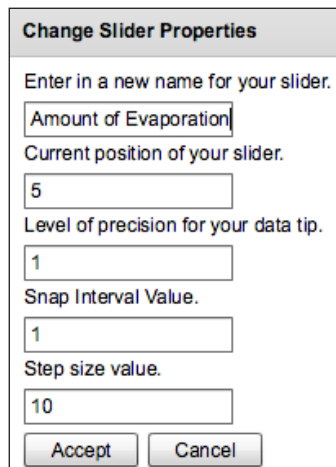 Change Slider Properties
Enter in a new name for your slider.
Amount of Evaporation
Current position of your slider.
5
Level of precision for your data tip.
1
Snap Interval Value.
1
Step size value.
10
Accept Cancel